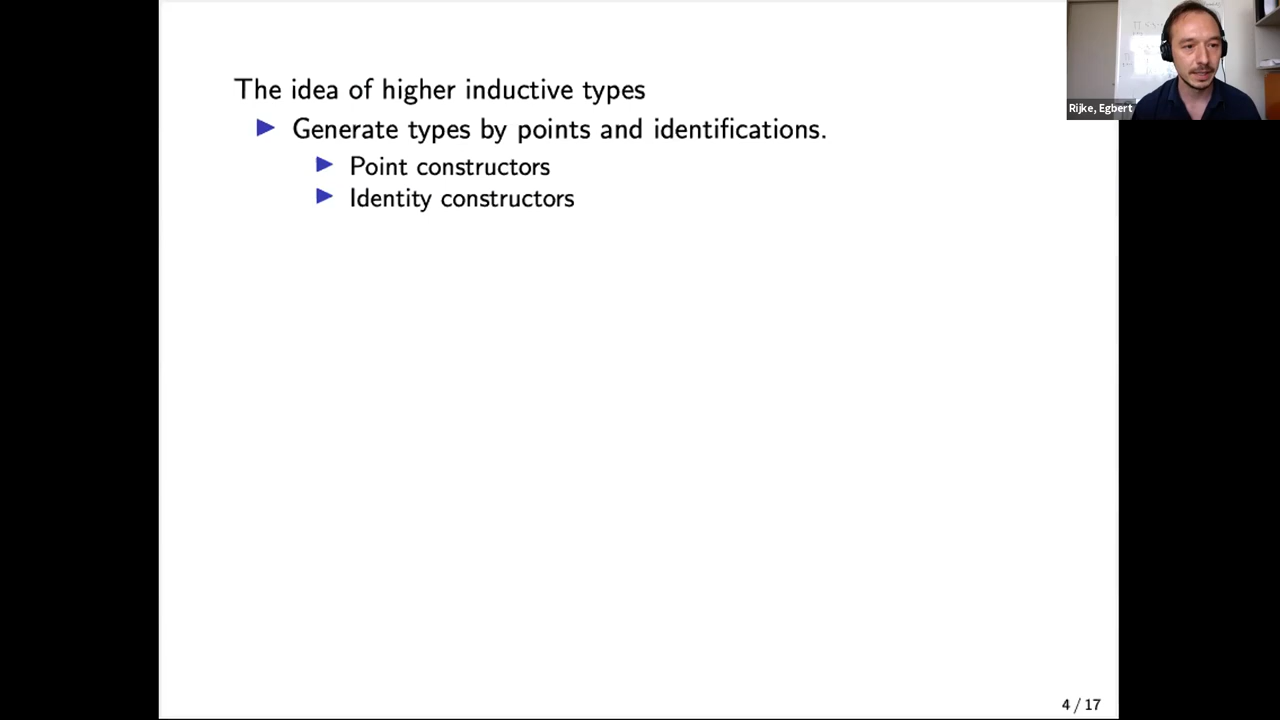 The idea of higher inductive types
▶ Generate types by points and identifications.
▶ Point constructors
▶ Identity constructors
Rijke, Egbert
4 / 17